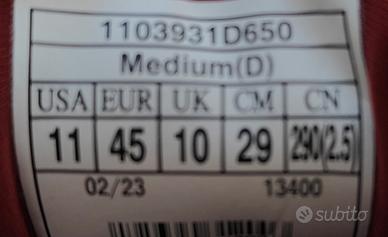 1103931D650
Medium(D)
USA EUR UK CM CN
11 45 10 29 290(2.5)
02/23 13400
subito